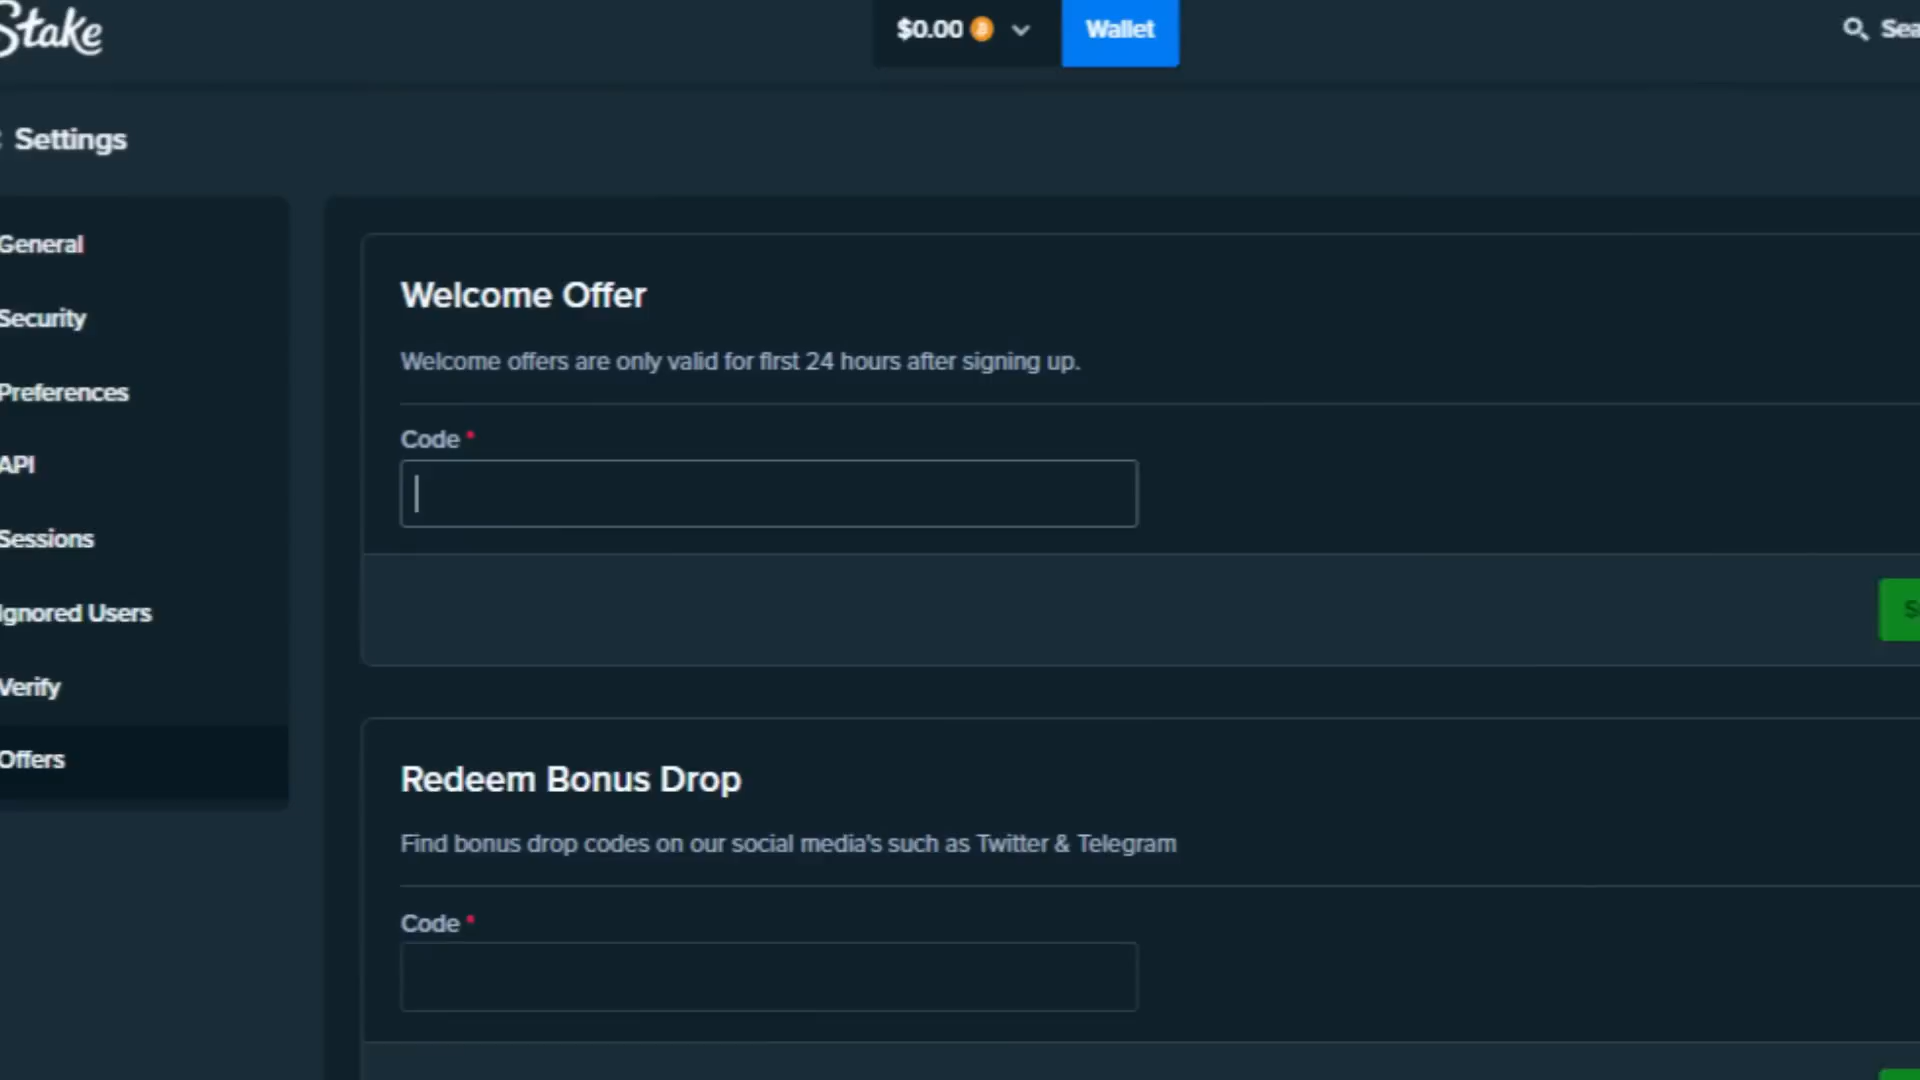 Stake
$0.00
Wallet
Settings
General
Security
Preferences
API
Sessions
Ignored Users
Verify
Offers
Welcome Offer
Welcome offers are only valid for first 24 hours after signing up.
Code *
Redeem Bonus Drop
Find bonus drop codes on our social media's such as Twitter & Telegram
Code *